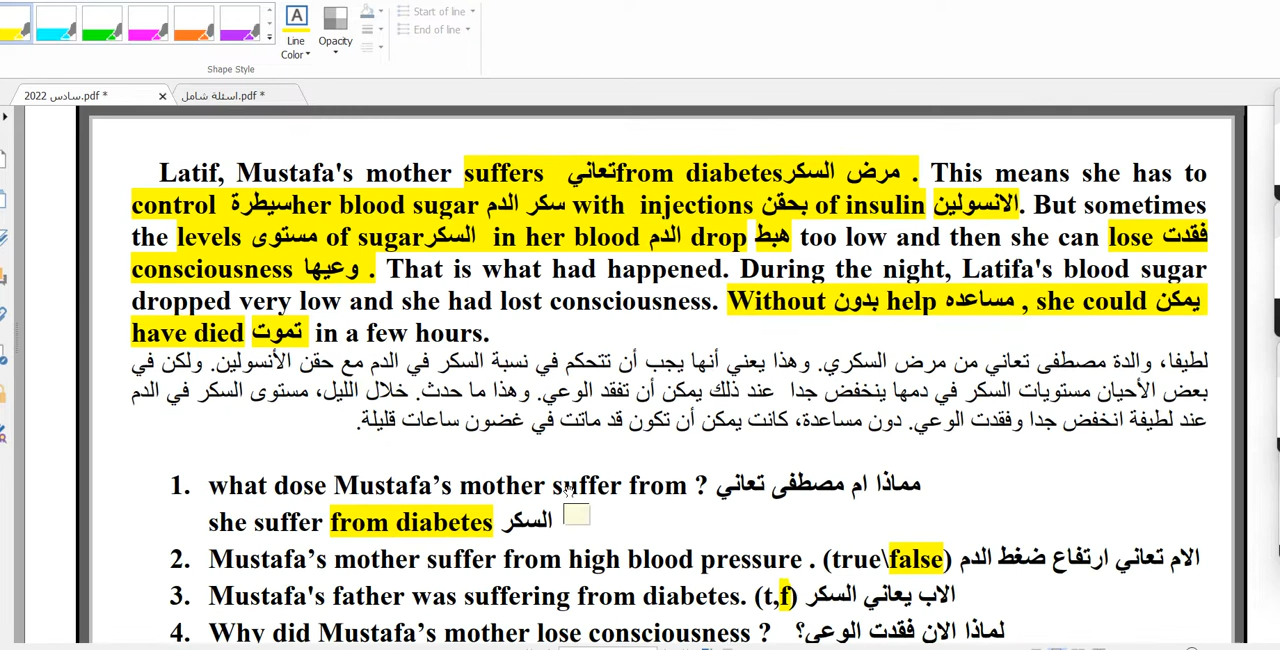 Start of line
End of line
Line
Color
Opacity
Shape Style
سادس 2022.pdf *
اسئلة شامل.pdf *
Latif, Mustafa's mother suffers تعاني from diabetes مرض السكر . This means she has to
control سيطرة her blood sugar سكر الدم with injections بحقن of insulin الانسولين. But sometimes
the levels مستوى of sugar السكر in her blood الدم drop هبط too low and then she can lose فقدت
consciousness وعيها . That is what had happened. During the night, Latifa's blood sugar
dropped very low and she had lost consciousness. Without بدون help مساعده , she could يمكن
have died تموت in a few hours.
لطيفا، والدة مصطفى تعاني من مرض السكري. وهذا يعني أنها يجب أن تتحكم في نسبة السكر في الدم مع حقن الأنسولين. ولكن في
بعض الأحيان مستويات السكر في دمها ينخفض جدا عند ذلك يمكن أن تفقد الوعي. وهذا ما حدث. خلال الليل، مستوى السكر في الدم
عند لطيفة انخفض جدا وفقدت الوعي. دون مساعدة، كانت يمكن أن تكون قد ماتت في غضون ساعات قليلة.
1. what dose Mustafa's mother suffer from ? مماذا ام مصطفى تعاني
she suffer from diabetes السكر
2. Mustafa's mother suffer from high blood pressure . (true\false) الام تعاني ارتفاع ضغط الدم
3. Mustafa's father was suffering from diabetes. (t,f) الاب يعاني السكر
4. Why did Mustafa's mother lose consciousness ? لماذا الان فقدت الوعي؟